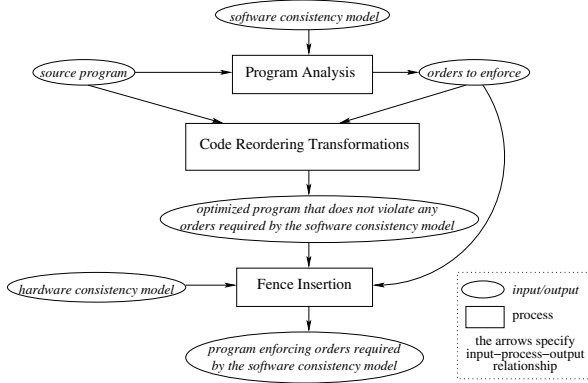 software consistency model
source program
Program Analysis
orders to enforce
Code Reordering Transformations
optimized program that does not violate any
orders required by the software consistency model
hardware consistency model
Fence Insertion
program enforcing orders required
by the software consistency model
input/output
process
the arrows specify
input−process−output
relationship